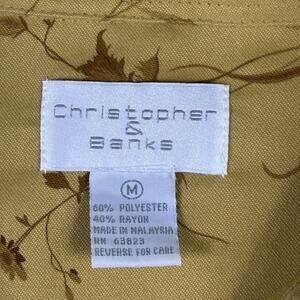 Christopher
&
Banks
M
60% POLYESTER
40% RAYON
MADE IN MALAYSIA
RN 63823
REVERSE FOR CARE